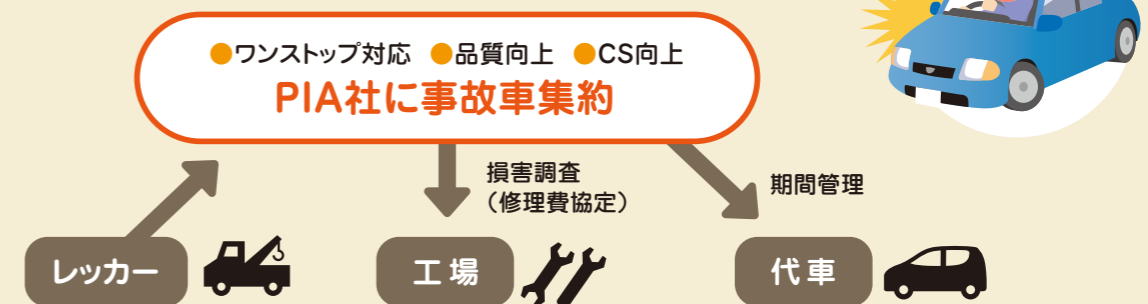 ●ワンストップ対応 ●品質向上 ●CS向上
PIA社に事故車集約
損害調査
（修理費協定）
期間管理
レッカー
工場
代車